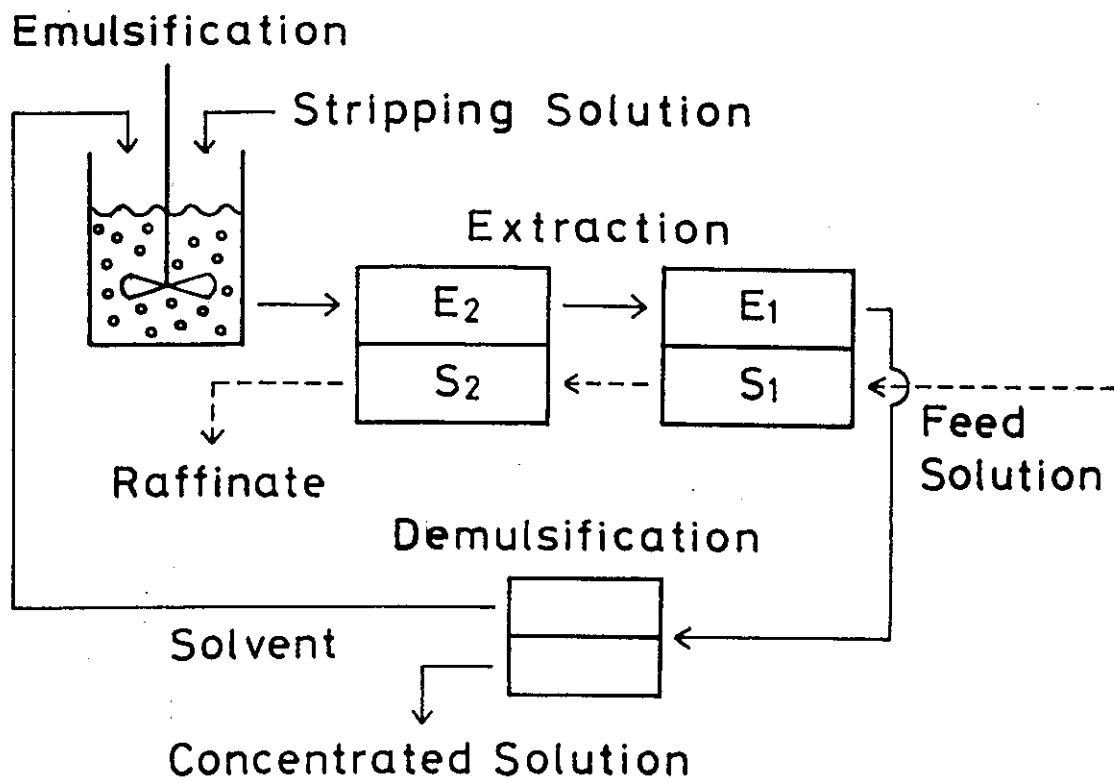 Emulsification
Stripping Solution
Extraction
E2
E1
S2
S1
Feed
Solution
Raffinate
Demulsification
Solvent
Concentrated Solution